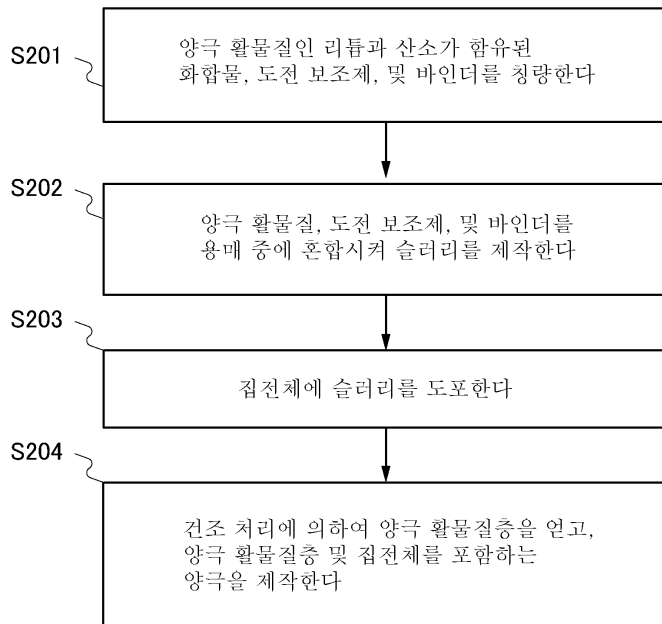 S201
양극 활물질인 리튬과 산소가 함유된
화합물, 도전 보조제, 및 바인더를 칭량한다
S202
양극 활물질, 도전 보조제, 및 바인더를
용매 중에 혼합시켜 슬러리를 제작한다
S203
집전체에 슬러리를 도포한다
S204
건조 처리에 의하여 양극 활물질층을 얻고,
양극 활물질층 및 집전체를 포함하는
양극을 제작한다